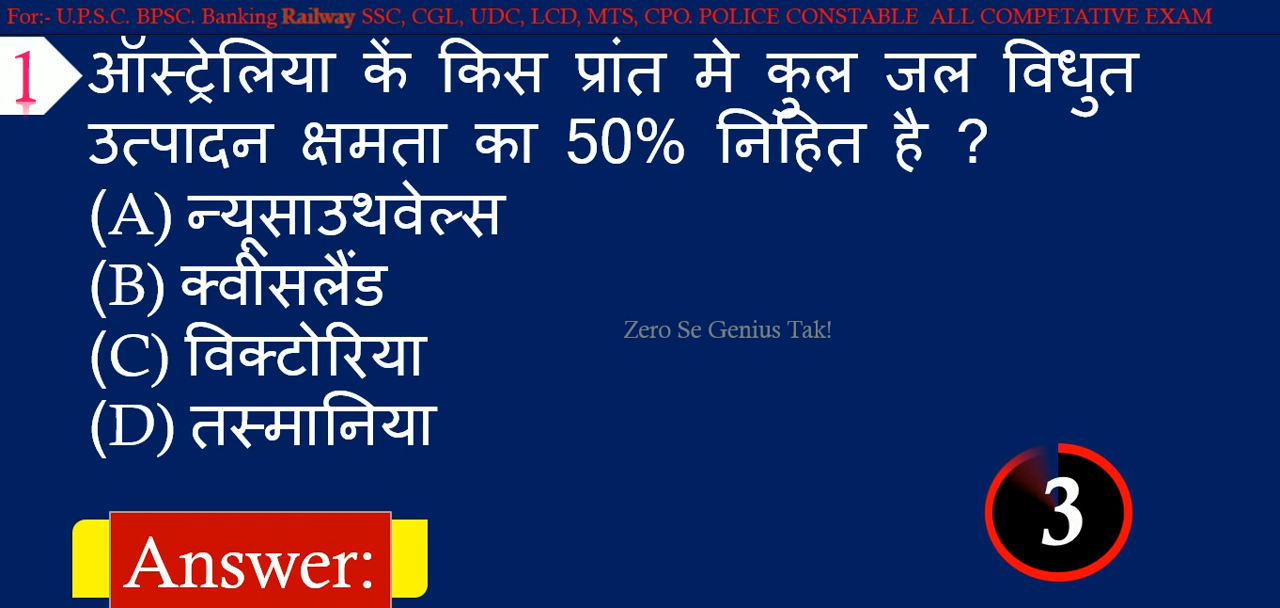 For:- U.P.S.C. BPSC. Banking Railway SSC, CGL, UDC, LCD, MTS, CPO. POLICE CONSTABLE ALL COMPETATIVE EXAM
1 ऑस्ट्रेलिया कें किस प्रांत मे कुल जल विधुत
उत्पादन क्षमता का 50% निहित है ?
(A) न्यूसाउथवेल्स
(B) क्वींसलैंड
Zero Se Genius Tak!
(C) विक्टोरिया
(D) तस्मानिया
3
Answer: